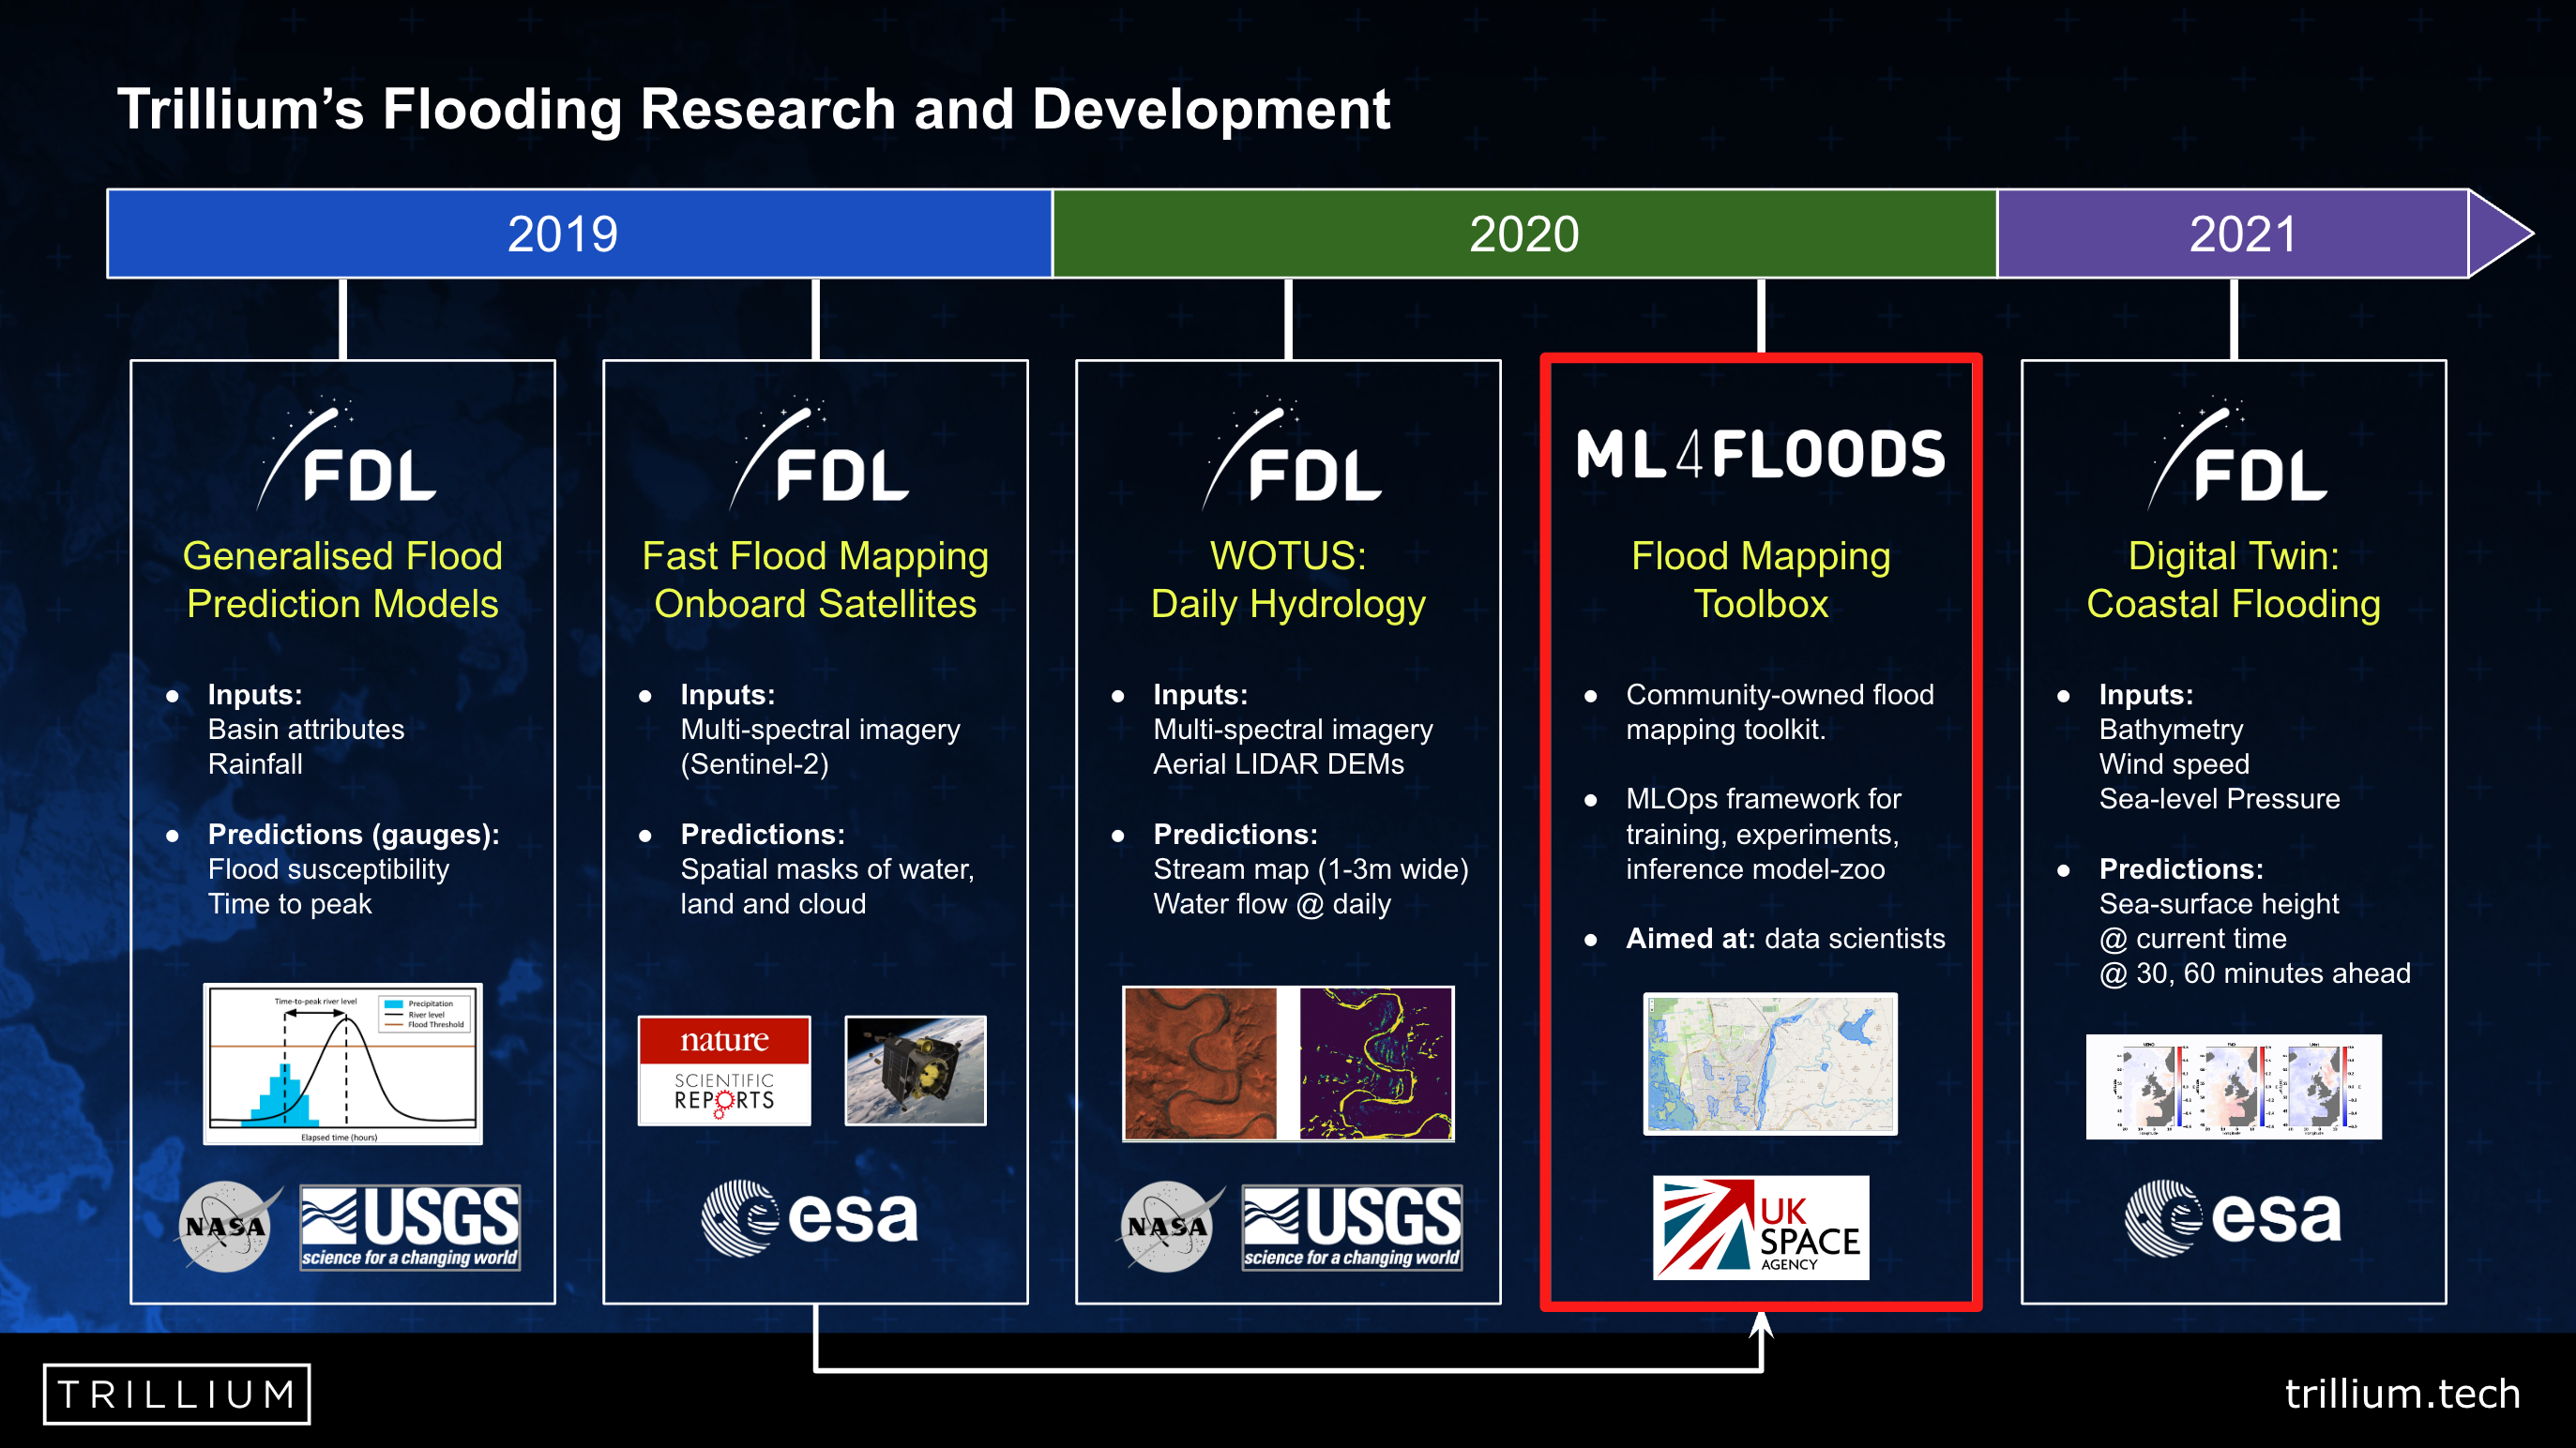 Trillium’s Flooding Research and Development
2019
2020
2021
FDL
Generalised Flood
Prediction Models
● Inputs:
Basin attributes
Rainfall
● Predictions (gauges):
Flood susceptibility
Time to peak
Time-to-peak river level
Precipitation
River level
Flood Threshold
Elapsed time (hours)
NASA
USGS
science for a changing world
FDL
Fast Flood Mapping
Onboard Satellites
● Inputs:
Multi-spectral imagery
(Sentinel-2)
● Predictions:
Spatial masks of water,
land and cloud
nature
SCIENTIFIC
REPORTS
esa
FDL
WOTUS:
Daily Hydrology
● Inputs:
Multi-spectral imagery
Aerial LIDAR DEMs
● Predictions:
Stream map (1-3m wide)
Water flow @ daily
NASA
USGS
science for a changing world
ML4FLOODS
Flood Mapping
Toolbox
● Community-owned flood
mapping toolkit.
● MLOps framework for
training, experiments,
inference model-zoo
● Aimed at: data scientists
UK
SPACE
AGENCY
FDL
Digital Twin:
Coastal Flooding
● Inputs:
Bathymetry
Wind speed
Sea-level Pressure
● Predictions:
Sea-surface height
@ current time
@ 30, 60 minutes ahead
esa
TRILLIUM
trillium.tech